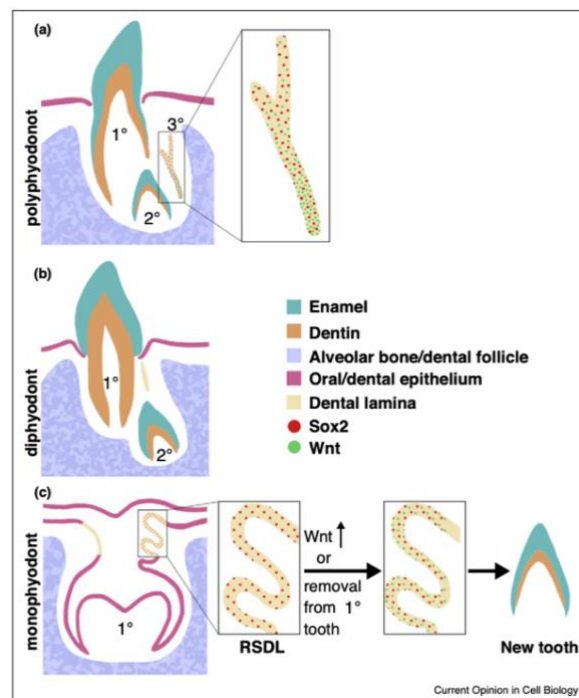 (a)
polyphyodonot
1°
2°
3°
(b)
diphyodont
1°
2°
Enamel
Dentin
Alveolar bone/dental follicle
Oral/dental epithelium
Dental lamina
Sox2
Wnt
(c)
monophyodont
1°
RSDL
Wnt ↑
or
removal
from 1°
tooth
New tooth
Current Opinion in Cell Biology